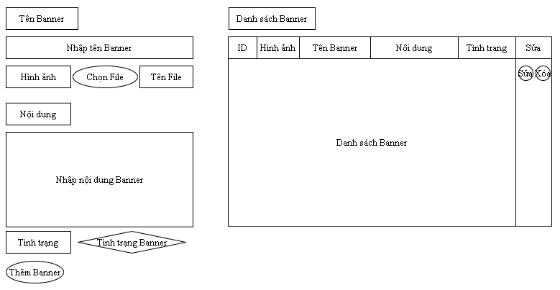 Tên Banner
Nhập tên Banner
Hình ảnh Chọn File Tên File
Nội dung
Nhập nội dung Banner
Tình trạng Tình trạng Banner
Thêm Banner
Danh sách Banner
ID Hình ảnh Tên Banner Nội dung Tình trạng Sửa
Sửa Xóa
Danh sách Banner